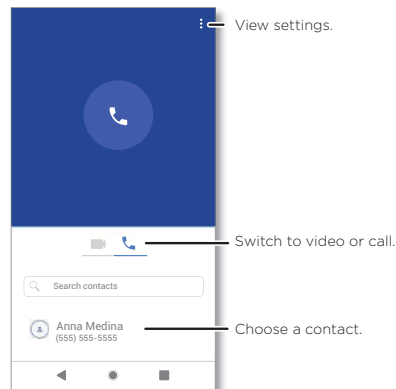 View settings.
Switch to video or call.
Search contacts
Anna Medina
(555) 555-5555
Choose a contact.